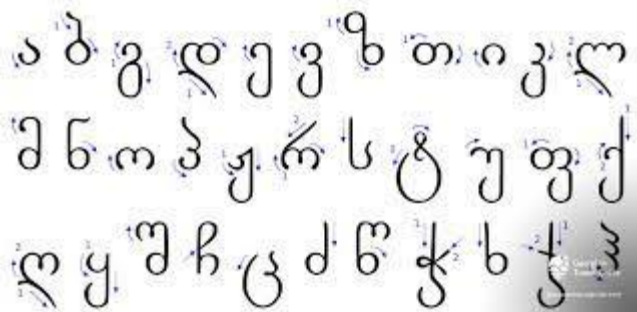 ა ბ გ დ ე ვ ზ თ ი კ ლ
მ ნ ო პ ჟ რ ს ტ უ ფ ქ
ღ ყ შ ჩ ც ძ წ ჭ ხ ჯ ჰ